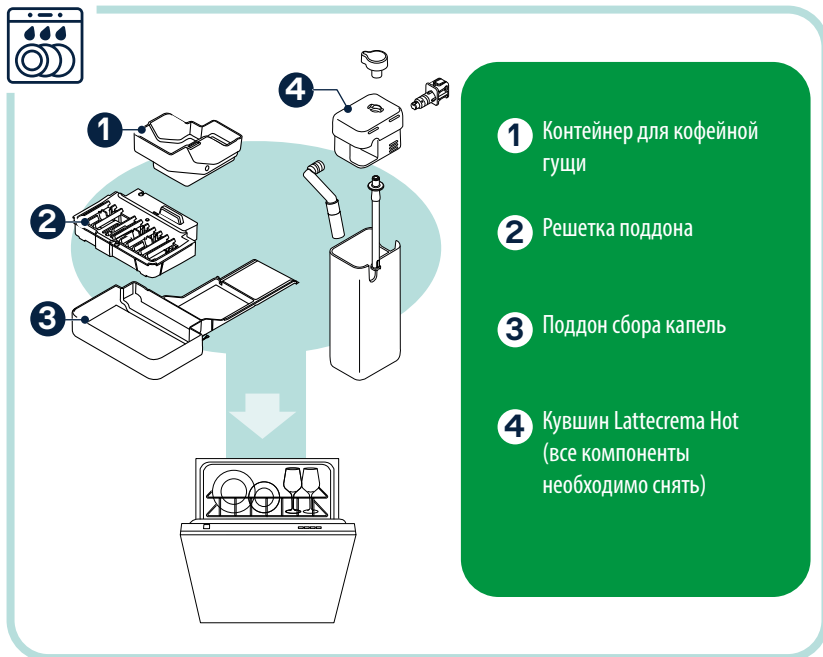 4
1
2
3
1 Контейнер для кофейной
гущи
2 Решетка поддона
3 Поддон сбора капель
4 Кувшин Lattecrema Hot
(все компоненты
необходимо снять)